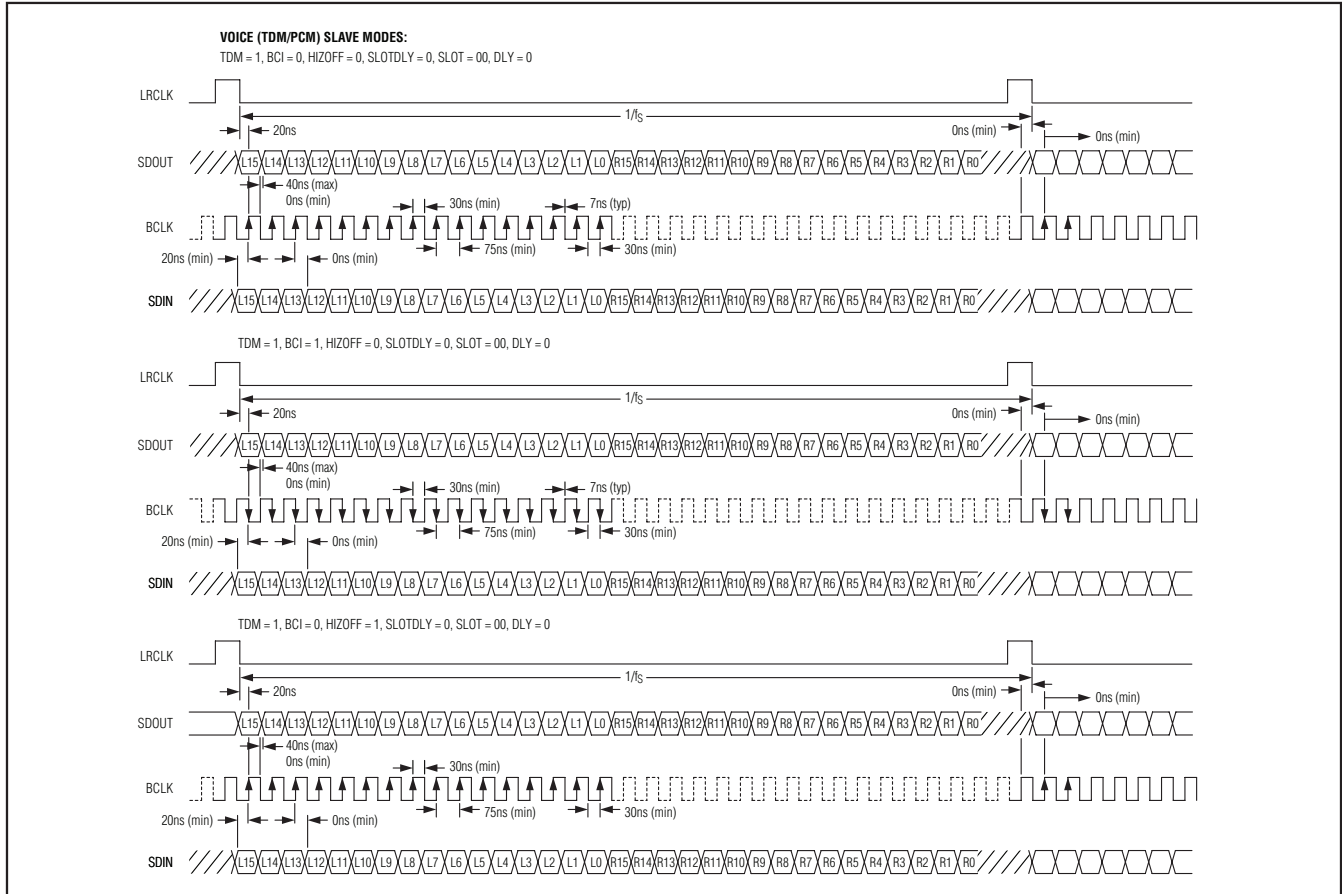 VOICE (TDM/PCM) SLAVE MODES:
TDM = 1, BCI = 0, HIZOFF = 0, SLOTDLY = 0, SLOT = 00, DLY = 0
LRCLK
1/fS
20ns 0ns (min) 0ns (min)
SDOUT L15 L14 L13 L12 L11 L10 L9 L8 L7 L6 L5 L4 L3 L2 L1 L0 R15 R14 R13 R12 R11 R10 R9 R8 R7 R6 R5 R4 R3 R2 R1 R0
40ns (max)
0ns (min) 30ns (min) 7ns (typ)
BCLK
75ns (min) 30ns (min)
20ns (min) 0ns (min)
SDIN L15 L14 L13 L12 L11 L10 L9 L8 L7 L6 L5 L4 L3 L2 L1 L0 R15 R14 R13 R12 R11 R10 R9 R8 R7 R6 R5 R4 R3 R2 R1 R0
TDM = 1, BCI = 1, HIZOFF = 0, SLOTDLY = 0, SLOT = 00, DLY = 0
LRCLK
1/fS
20ns 0ns (min) 0ns (min)
SDOUT L15 L14 L13 L12 L11 L10 L9 L8 L7 L6 L5 L4 L3 L2 L1 L0 R15 R14 R13 R12 R11 R10 R9 R8 R7 R6 R5 R4 R3 R2 R1 R0
40ns (max)
0ns (min) 30ns (min) 7ns (typ)
BCLK
75ns (min) 30ns (min)
20ns (min) 0ns (min)
SDIN L15 L14 L13 L12 L11 L10 L9 L8 L7 L6 L5 L4 L3 L2 L1 L0 R15 R14 R13 R12 R11 R10 R9 R8 R7 R6 R5 R4 R3 R2 R1 R0
TDM = 1, BCI = 0, HIZOFF = 1, SLOTDLY = 0, SLOT = 00, DLY = 0
LRCLK
1/fS
20ns 0ns (min) 0ns (min)
SDOUT L15 L14 L13 L12 L11 L10 L9 L8 L7 L6 L5 L4 L3 L2 L1 L0 R15 R14 R13 R12 R11 R10 R9 R8 R7 R6 R5 R4 R3 R2 R1 R0
40ns (max)
0ns (min) 30ns (min)
BCLK
75ns (min) 30ns (min)
20ns (min) 0ns (min)
SDIN L15 L14 L13 L12 L11 L10 L9 L8 L7 L6 L5 L4 L3 L2 L1 L0 R15 R14 R13 R12 R11 R10 R9 R8 R7 R6 R5 R4 R3 R2 R1 R0